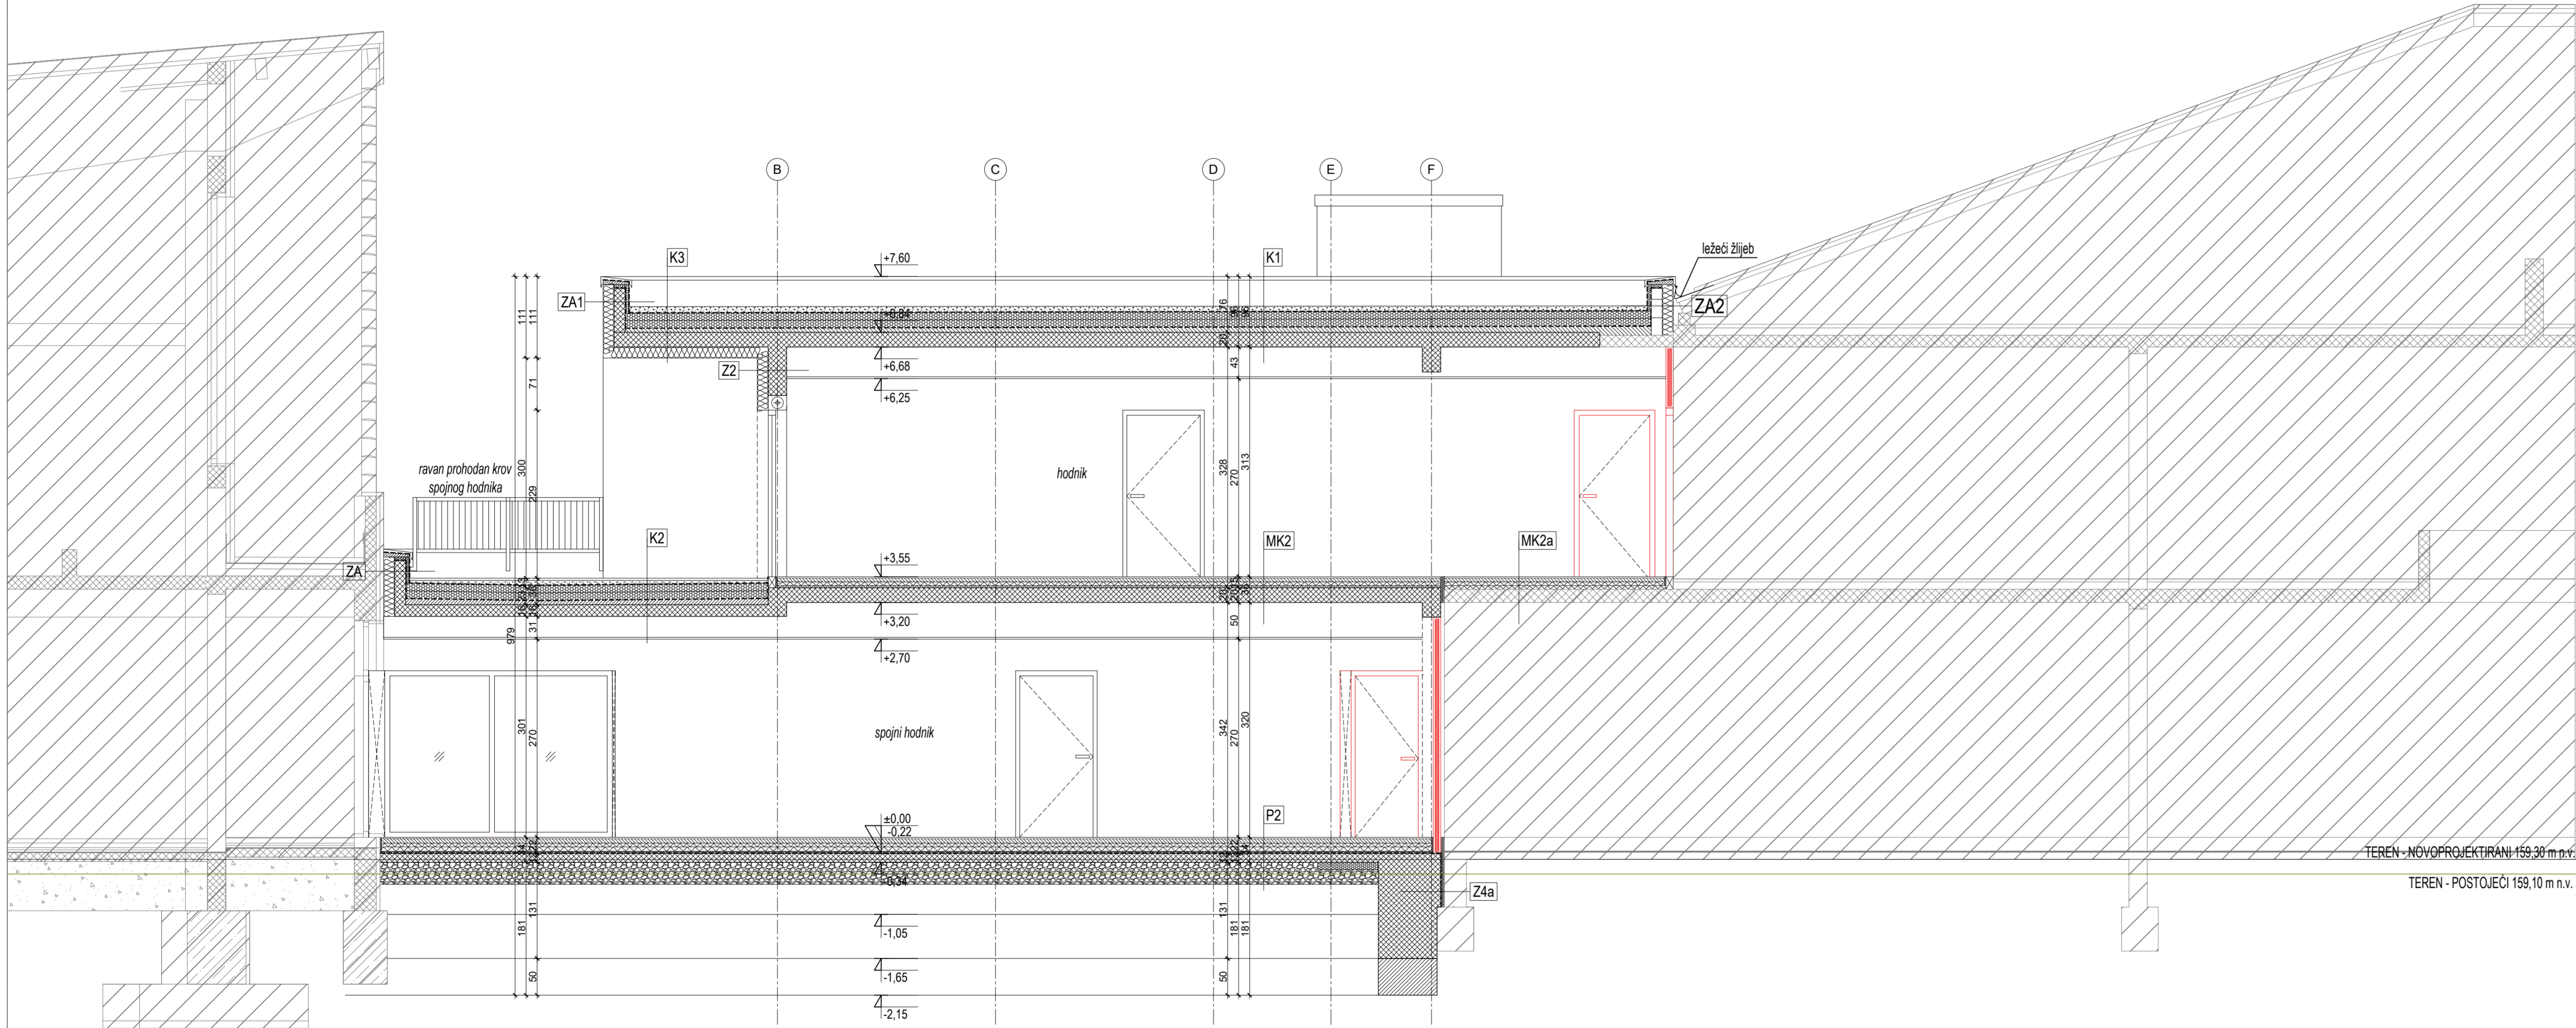 B
C
D
E
F
ležeći žlijeb
K3
+7,60
K1
ZA1
ZA2
+6,84
+6,68
Z2
+6,25
111
111
71
300
229
76
96
96
20
43
328
270
313
ravan prohodan krov
spojnog hodnika
hodnik
K2
MK2
MK2a
+3,55
ZA
+3,20
+2,70
979
31
301
270
50
342
270
320
spojni hodnik
P2
±0,00
-0,22
-0,34
TEREN - NOVOPROJEKTIRANI 159,30 m n.v.
TEREN - POSTOJEĆI 159,10 m n.v.
Z4a
181
131
131
181
181
-1,05
-1,65
50
50
-2,15